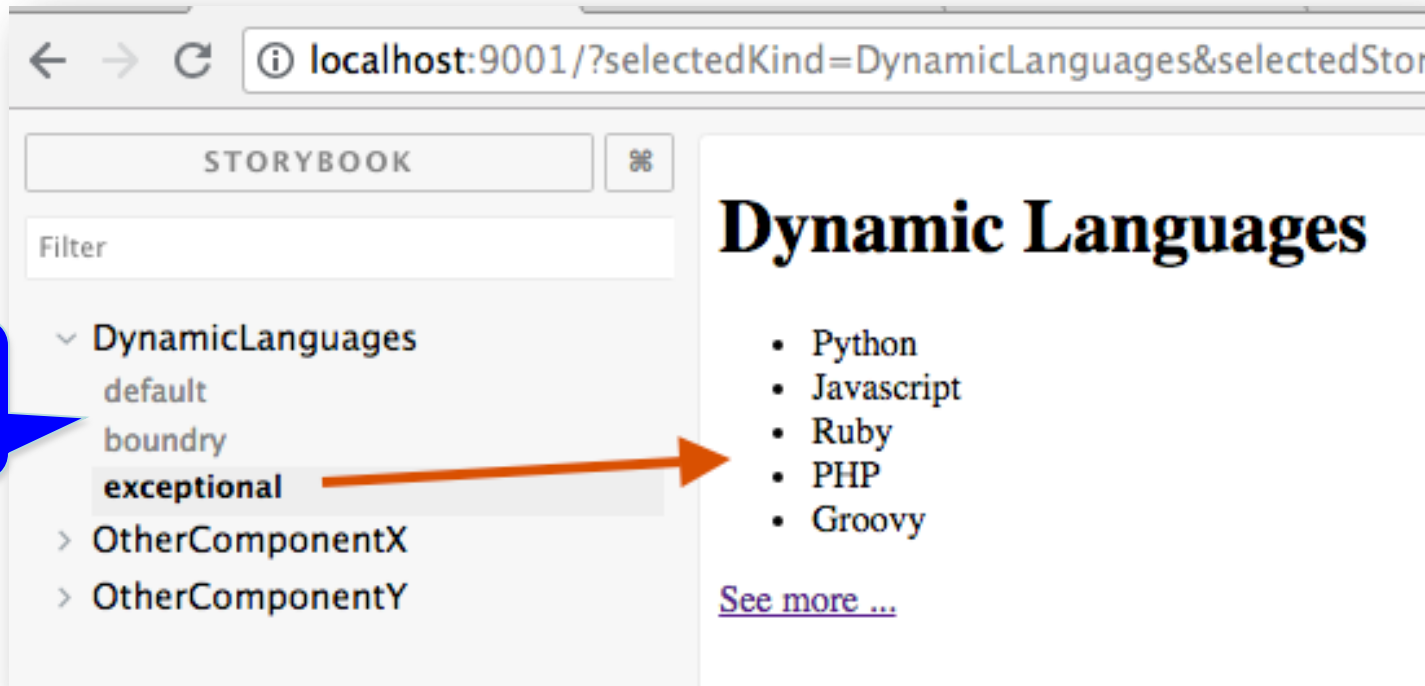 localhost:9001/?selectedKind=DynamicLanguages&selectedStor
STORYBOOK ⌘
Filter
DynamicLanguages
default
boundry
exceptional
OtherComponentX
OtherComponentY
Dynamic Languages
• Python
• Javascript
• Ruby
• PHP
• Groovy
See more ...